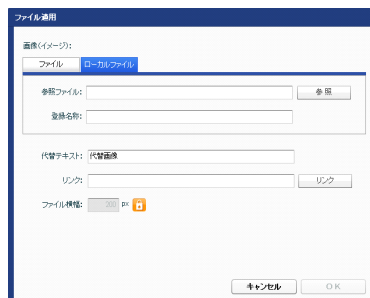 ファイル適用
画像(イメージ):
ファイル ローカルファイル
参照ファイル: 参照
登録名称:
代替テキスト: 代替画像
リンク: リンク
ファイル横幅: 200 px
キャンセル OK